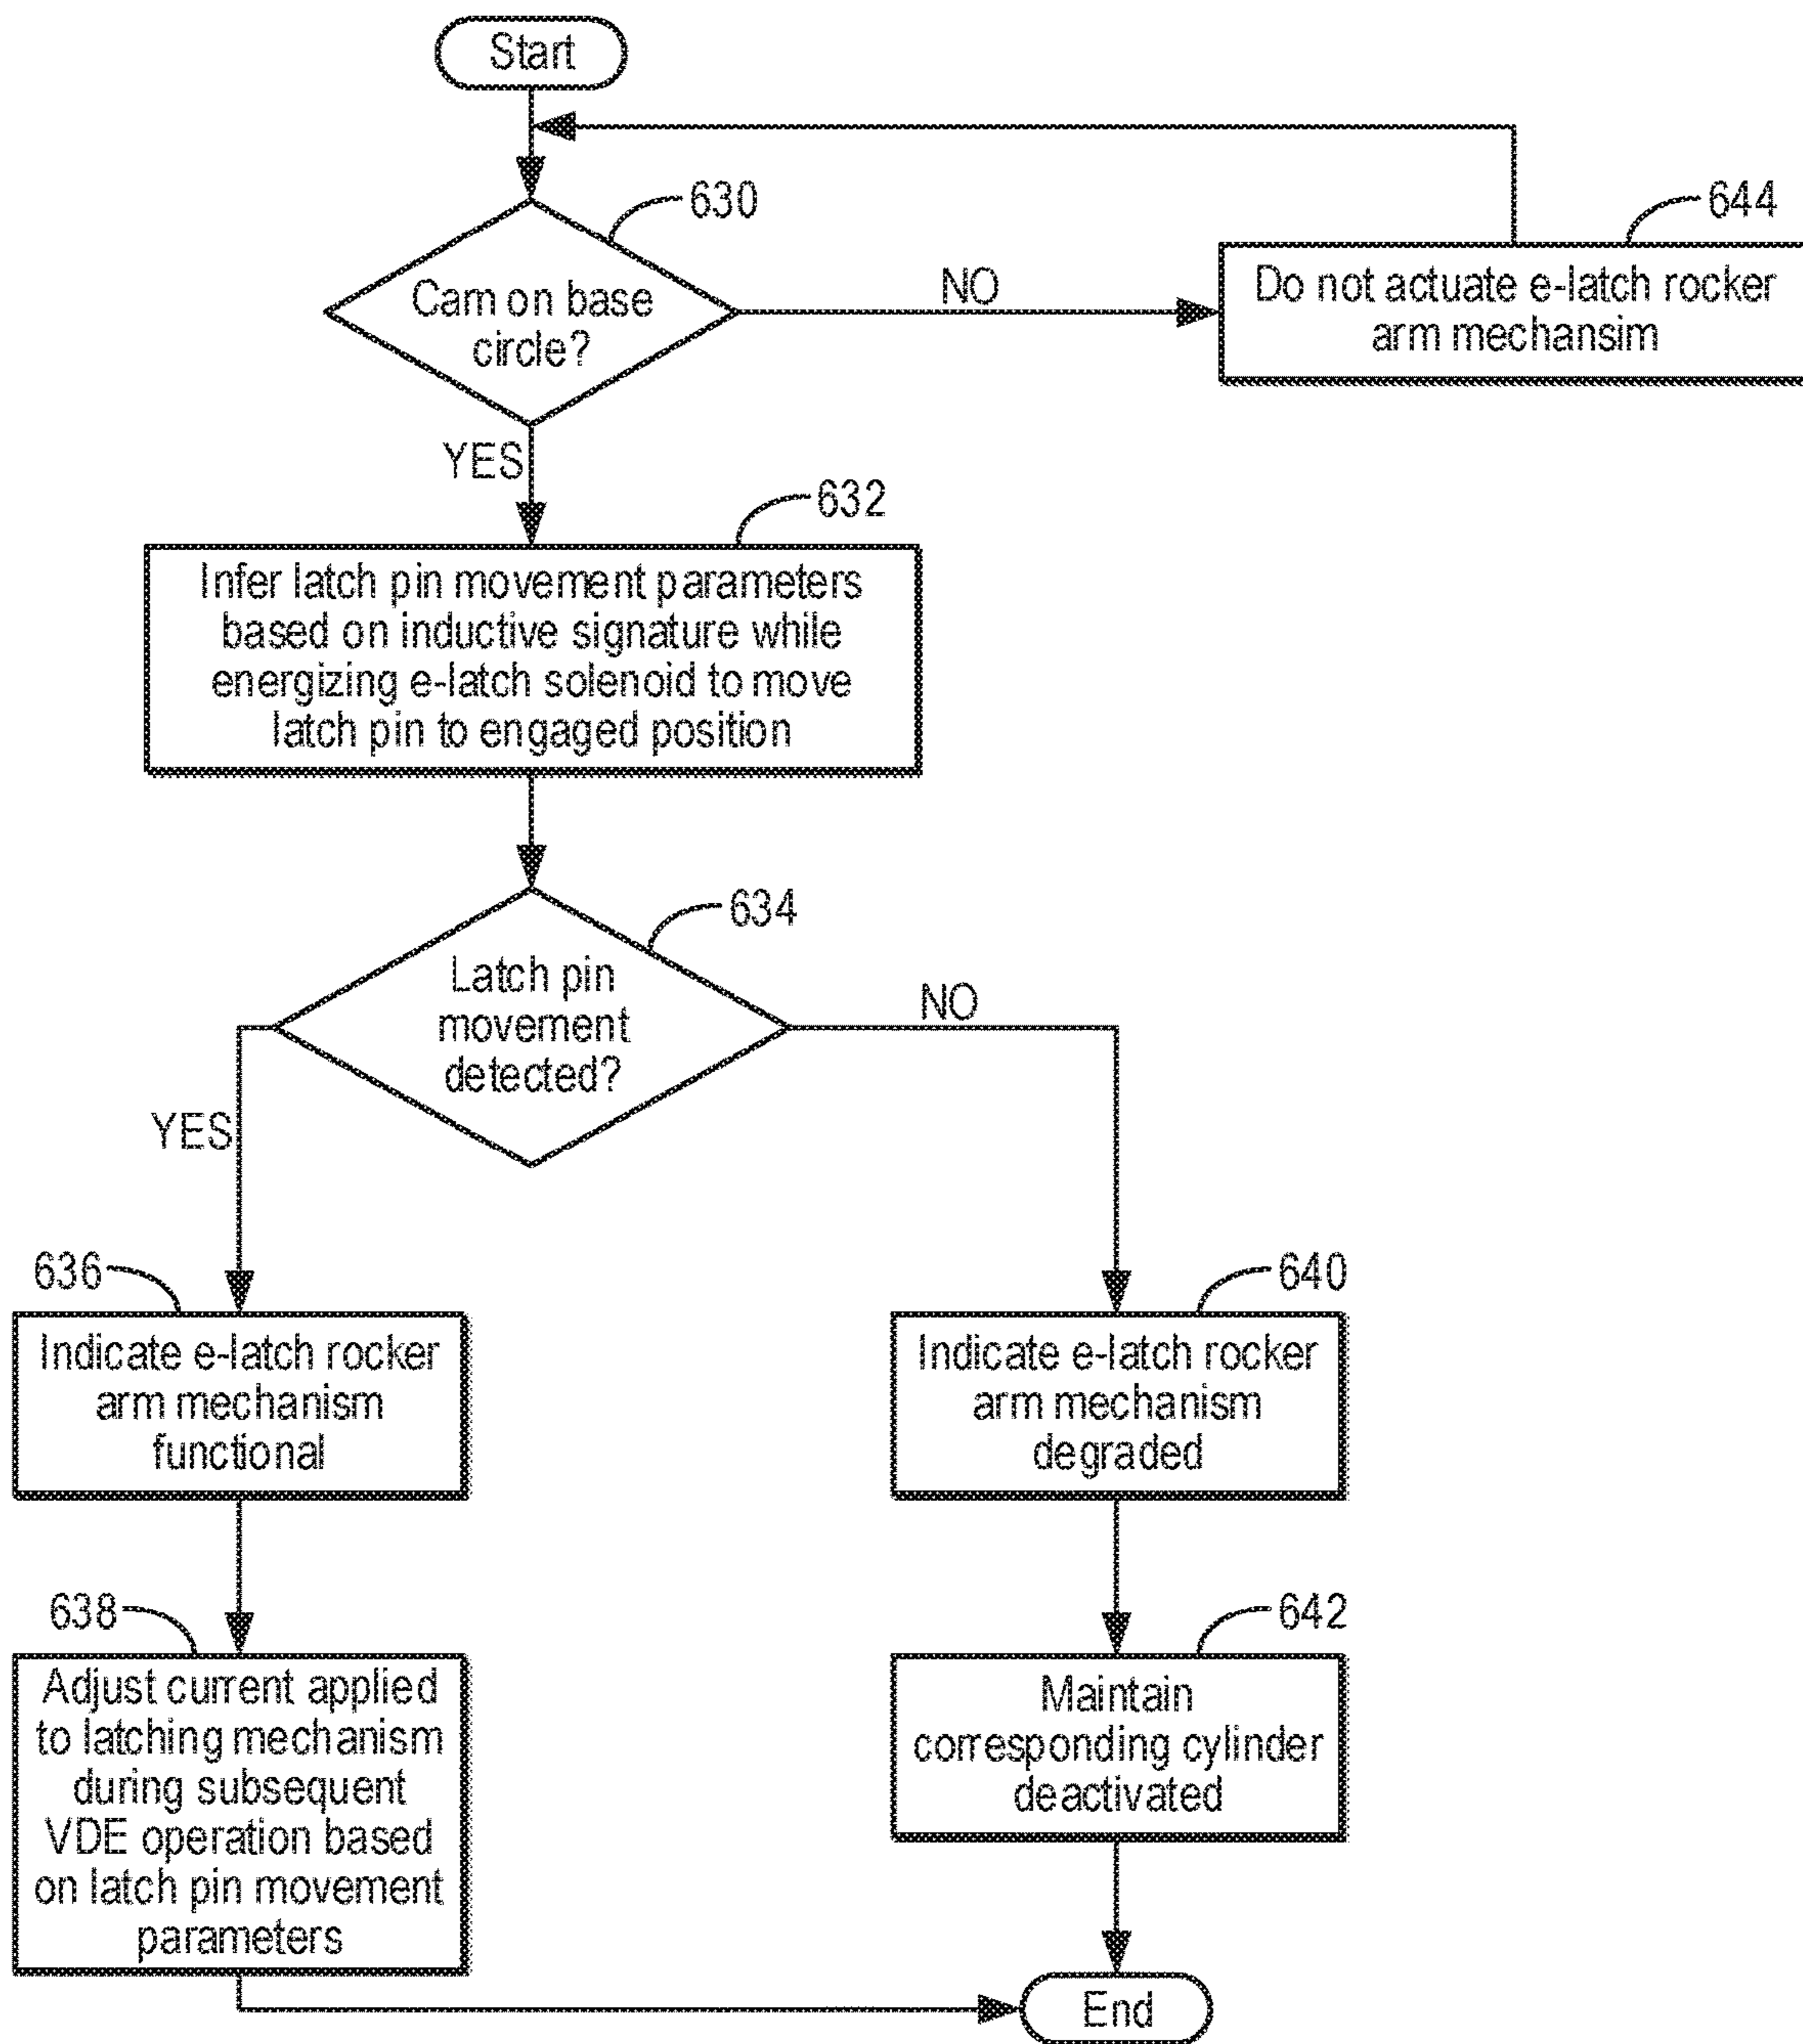 Start
630
644
Cam on base
circle?
NO
Do not actuate e-latch rocker
arm mechansim
YES
632
Infer latch pin movement parameters
based on inductive signature while
energizing e-latch solenoid to move
latch pin to engaged position
634
Latch pin
movement
detected?
NO
YES
636
640
Indicate e-latch rocker
arm mechanism
functional
Indicate e-latch rocker
arm mechanism
degraded
638
642
Adjust current applied
to latching mechanism
during subsequent
VDE operation based
on latch pin movement
parameters
Maintain
corresponding cylinder
deactivated
End